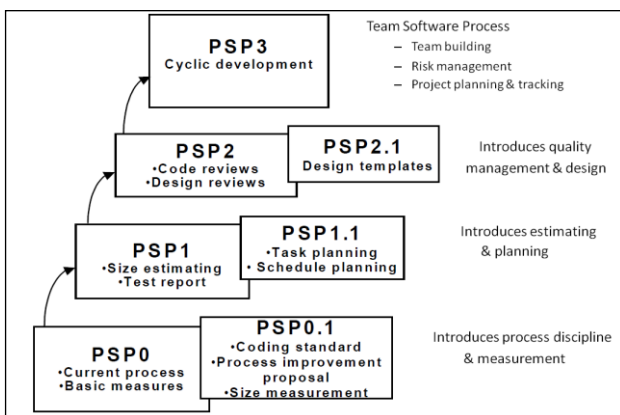 PSP3
Cyclic development
Team Software Process
– Team building
– Risk management
– Project planning & tracking
PSP2
•Code reviews
•Design reviews
PSP2.1
Design templates
Introduces quality
management & design
PSP1
•Size estimating
•Test report
PSP1.1
•Task planning
• Schedule planning
Introduces estimating
& planning
PSP0
•Current process
•Basic measures
PSP0.1
•Coding standard
•Process improvement
proposal
•Size measurement
Introduces process discipline
& measurement